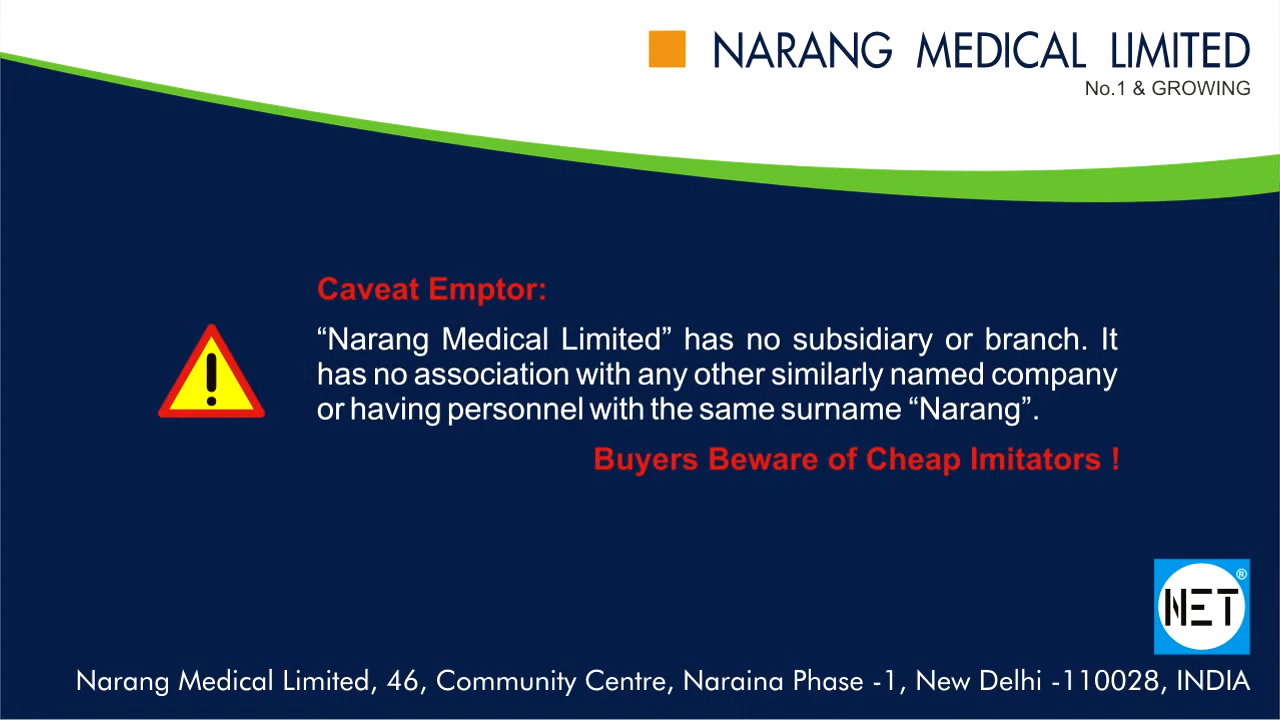 NARANG MEDICAL LIMITED
No.1 & GROWING
Caveat Emptor:
“Narang Medical Limited” has no subsidiary or branch. It
has no association with any other similarly named company
or having personnel with the same surname “Narang”.
Buyers Beware of Cheap Imitators !
NET ®
Narang Medical Limited, 46, Community Centre, Naraina Phase -1, New Delhi -110028, INDIA